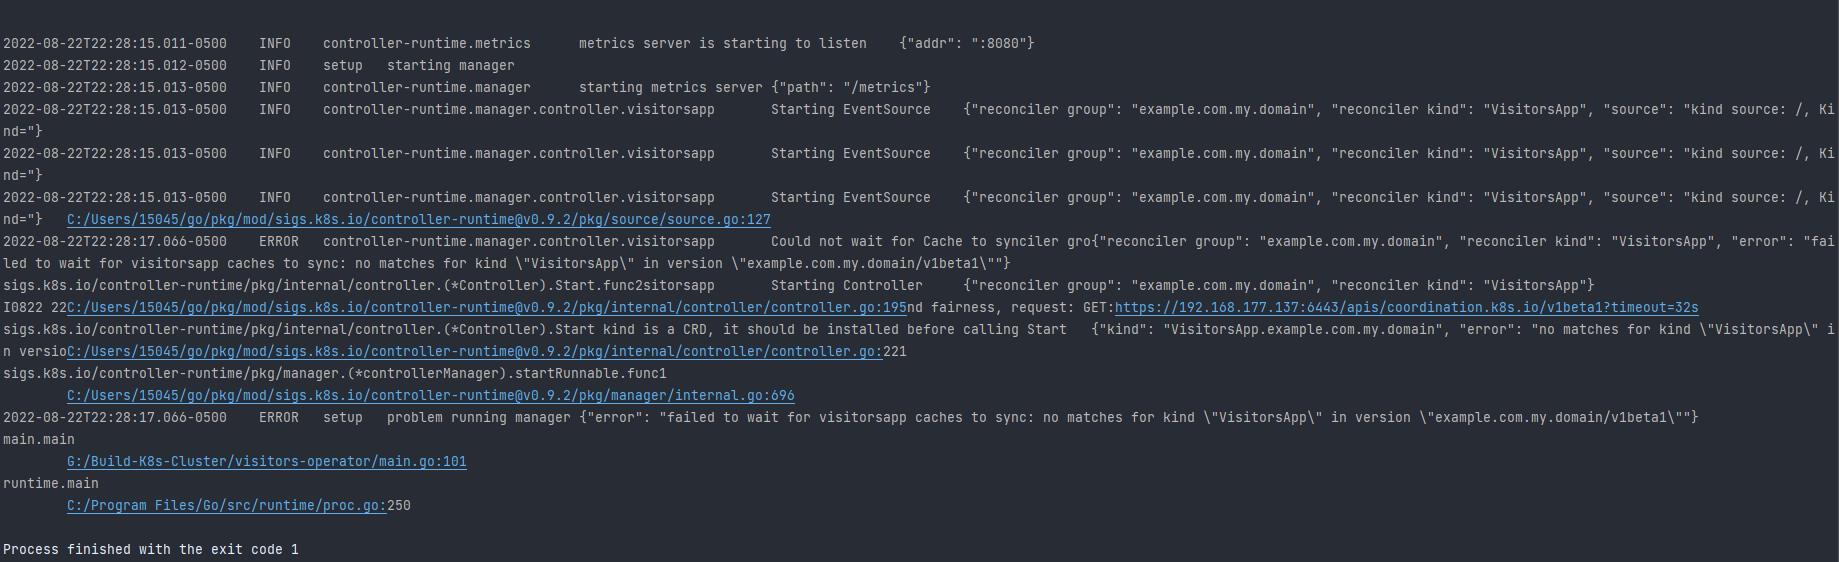 2022-08-22T22:28:15.011-0500    INFO    controller-runtime.metrics      metrics server is starting to listen    {"addr": ":8080"}
2022-08-22T22:28:15.012-0500    INFO    setup   starting manager
2022-08-22T22:28:15.013-0500    INFO    controller-runtime.manager      starting metrics server {"path": "/metrics"}
2022-08-22T22:28:15.013-0500    INFO    controller-runtime.manager.controller.visitorsapp       Starting EventSource    {"reconciler group": "example.com.my.domain", "reconciler kind": "VisitorsApp", "source": "kind source: /, Ki
nd="}
2022-08-22T22:28:15.013-0500    INFO    controller-runtime.manager.controller.visitorsapp       Starting EventSource    {"reconciler group": "example.com.my.domain", "reconciler kind": "VisitorsApp", "source": "kind source: /, Ki
nd="}
2022-08-22T22:28:15.013-0500    INFO    controller-runtime.manager.controller.visitorsapp       Starting EventSource    {"reconciler group": "example.com.my.domain", "reconciler kind": "VisitorsApp", "source": "kind source: /, Ki
nd="}   C:/Users/15045/go/pkg/mod/sigs.k8s.io/controller-runtime@v0.9.2/pkg/source/source.go:127
2022-08-22T22:28:17.066-0500    ERROR   controller-runtime.manager.controller.visitorsapp       Could not wait for Cache to synciler gro{"reconciler group": "example.com.my.domain", "reconciler kind": "VisitorsApp", "error": "fai
led to wait for visitorsapp caches to sync: no matches for kind \"VisitorsApp\" in version \"example.com.my.domain/v1beta1\""}
sigs.k8s.io/controller-runtime/pkg/internal/controller.(*Controller).Start.func2sitorsapp       Starting Controller     {"reconciler group": "example.com.my.domain", "reconciler kind": "VisitorsApp"}
I0822 22C:/Users/15045/go/pkg/mod/sigs.k8s.io/controller-runtime@v0.9.2/pkg/internal/controller/controller.go:195nd fairness, request: GET:https://192.168.177.137:6443/apis/coordination.k8s.io/v1beta1?timeout=32s
sigs.k8s.io/controller-runtime/pkg/internal/controller.(*Controller).Start kind is a CRD, it should be installed before calling Start   {"kind": "VisitorsApp.example.com.my.domain", "error": "no matches for kind \"VisitorsApp\" i
n versioC:/Users/15045/go/pkg/mod/sigs.k8s.io/controller-runtime@v0.9.2/pkg/internal/controller/controller.go:221
sigs.k8s.io/controller-runtime/pkg/manager.(*controllerManager).startRunnable.func1
        C:/Users/15045/go/pkg/mod/sigs.k8s.io/controller-runtime@v0.9.2/pkg/manager/internal.go:696
2022-08-22T22:28:17.066-0500    ERROR   setup   problem running manager {"error": "failed to wait for visitorsapp caches to sync: no matches for kind \"VisitorsApp\" in version \"example.com.my.domain/v1beta1\""}
main.main
        G:/Build-K8s-Cluster/visitors-operator/main.go:101
runtime.main
        C:/Program Files/Go/src/runtime/proc.go:250
Process finished with the exit code 1